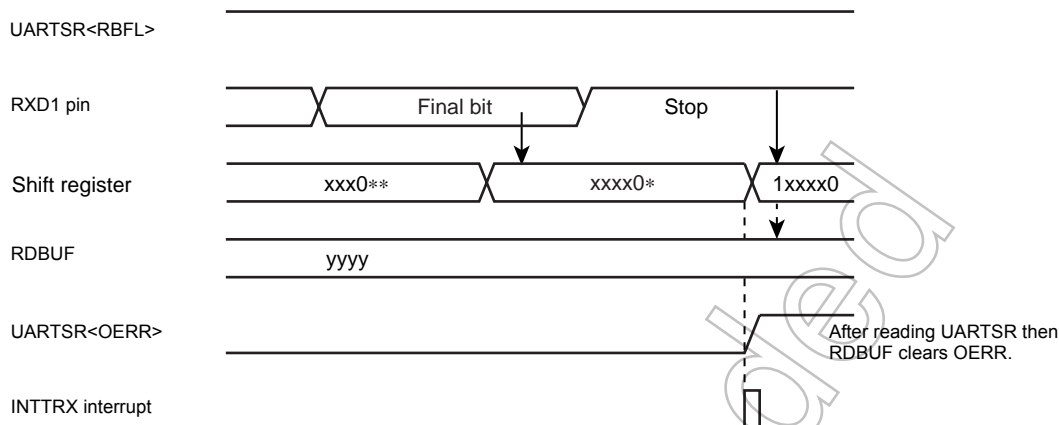 UARTSR<RBFL>
RXD1 pin
Final bit
Stop
Shift register
xxx0**
xxxx0*
1xxxx0
RDBUF
yyyy
UARTSR<OERR>
After reading UARTSR then
RDBUF clears OERR.
INTTRX interrupt
ded